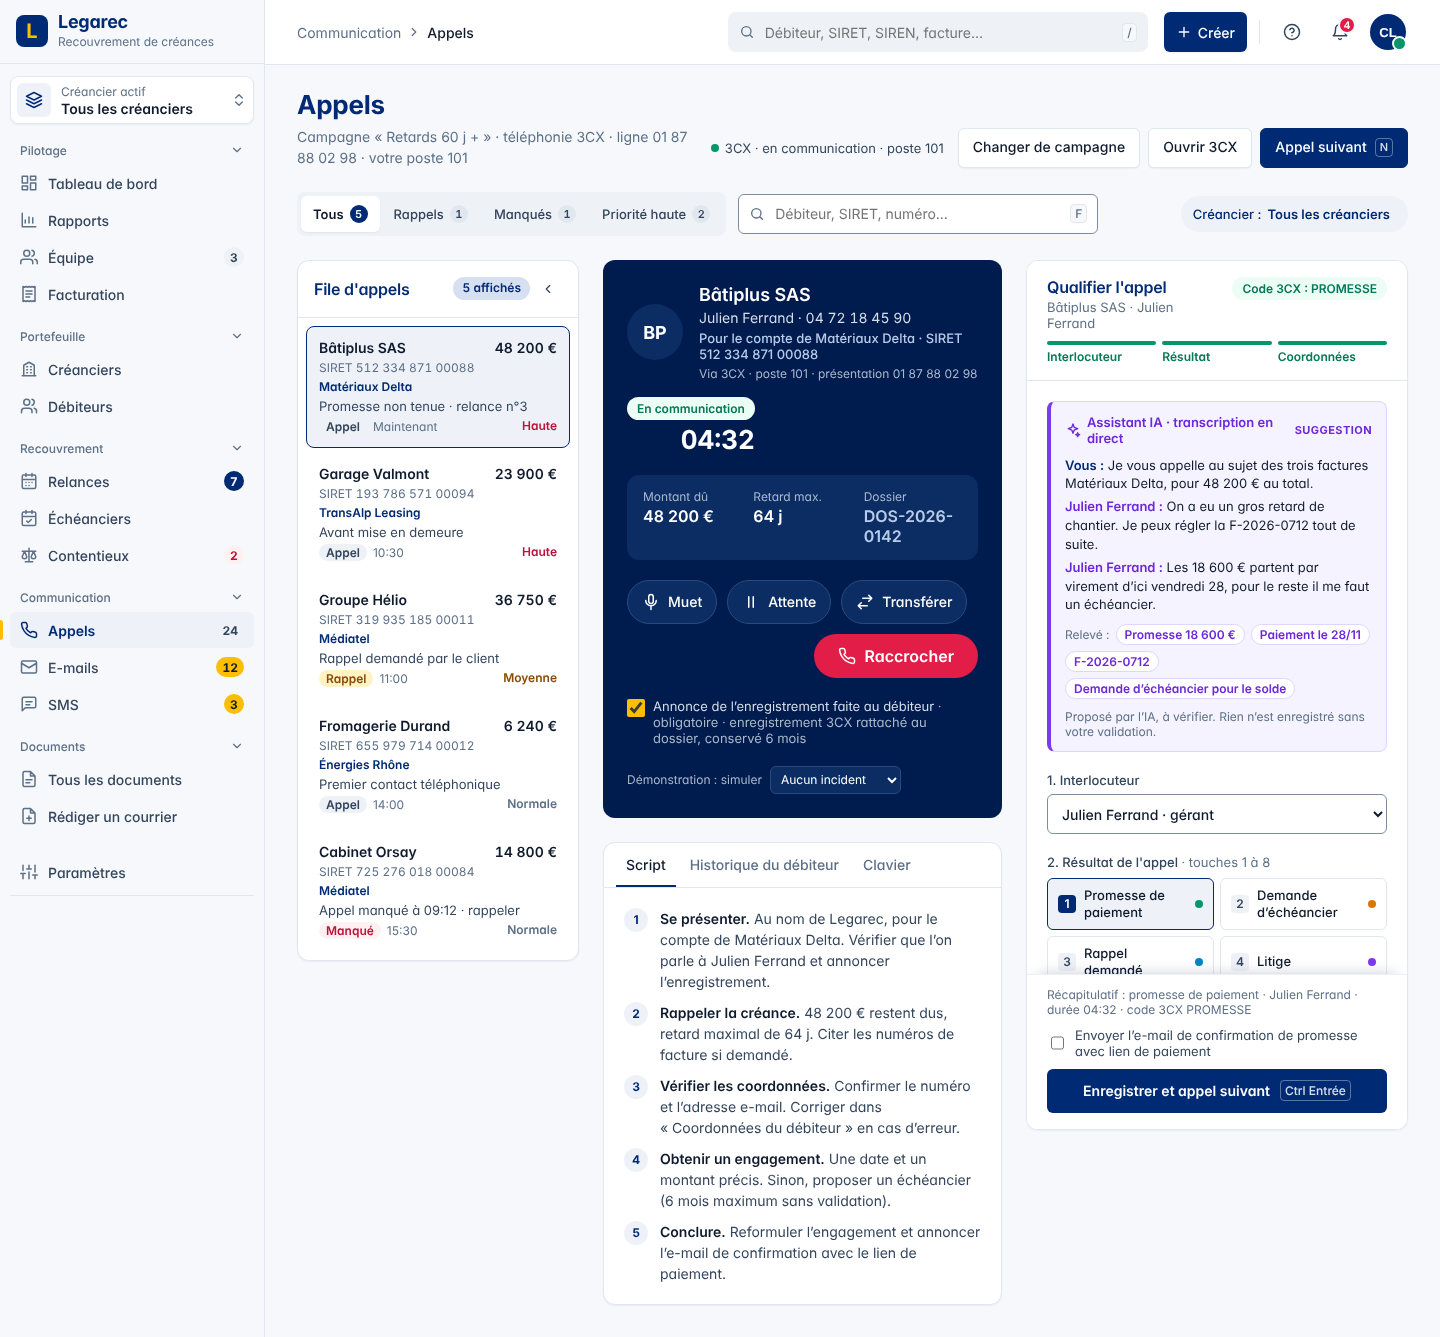 L
Legarec
Recouvrement de créances
Créancier actif
Tous les créanciers
Pilotage
Tableau de bord
Rapports
Équipe 3
Facturation
Portefeuille
Créanciers
Débiteurs
Recouvrement
Relances 7
Échéanciers
Contentieux 2
Communication
Appels 24
E-mails 12
SMS 3
Documents
Tous les documents
Rédiger un courrier
Paramètres
Communication > Appels
Débiteur, SIRET, SIREN, facture... /
+ Créer
4
CL
Appels
Campagne « Retards 60 j + » · téléphonie 3CX · ligne 01 87
88 02 98 · votre poste 101
3CX · en communication · poste 101
Changer de campagne
Ouvrir 3CX
Appel suivant N
Tous 5
Rappels 1
Manqués 1
Priorité haute 2
Débiteur, SIRET, numéro... F
Créancier : Tous les créanciers
File d'appels
5 affichés
Bâtiplus SAS 48 200 €
SIRET 512 334 871 00088
Matériaux Delta
Promesse non tenue · relance n°3
Appel Maintenant Haute
Garage Valmont 23 900 €
SIRET 193 786 571 00094
TransAlp Leasing
Avant mise en demeure
Appel 10:30 Haute
Groupe Hélio 36 750 €
SIRET 319 935 185 00011
Médiatel
Rappel demandé par le client
Rappel 11:00 Moyenne
Fromagerie Durand 6 240 €
SIRET 655 979 714 00012
Énergies Rhône
Premier contact téléphonique
Appel 14:00 Normale
Cabinet Orsay 14 800 €
SIRET 725 276 018 00084
Médiatel
Appel manqué à 09:12 · rappeler
Manqué 15:30 Normale
BP
Bâtiplus SAS
Julien Ferrand · 04 72 18 45 90
Pour le compte de Matériaux Delta · SIRET
512 334 871 00088
Via 3CX · poste 101 · présentation 01 87 88 02 98
En communication
04:32
Montant dû
48 200 €
Retard max.
64 j
Dossier
DOS-2026-
0142
Muet
Attente
Transférer
Raccrocher
Annonce de l’enregistrement faite au débiteur ·
obligatoire · enregistrement 3CX rattaché au
dossier, conservé 6 mois
Démonstration : simuler Aucun incident
Script
Historique du débiteur
Clavier
1 Se présenter. Au nom de Legarec, pour le
compte de Matériaux Delta. Vérifier que l’on
parle à Julien Ferrand et annoncer
l’enregistrement.
2 Rappeler la créance. 48 200 € restent dus,
retard maximal de 64 j. Citer les numéros de
facture si demandé.
3 Vérifier les coordonnées. Confirmer le numéro
et l’adresse e-mail. Corriger dans
« Coordonnées du débiteur » en cas d’erreur.
4 Obtenir un engagement. Une date et un
montant précis. Sinon, proposer un échéancier
(6 mois maximum sans validation).
5 Conclure. Reformuler l’engagement et annoncer
l’e-mail de confirmation avec le lien de
paiement.
Qualifier l'appel
Bâtiplus SAS · Julien
Ferrand
Code 3CX : PROMESSE
Interlocuteur
Résultat
Coordonnées
Assistant IA · transcription en
direct
SUGGESTION
Vous : Je vous appelle au sujet des trois factures
Matériaux Delta, pour 48 200 € au total.
Julien Ferrand : On a eu un gros retard de
chantier. Je peux régler la F-2026-0712 tout de
suite.
Julien Ferrand : Les 18 600 € partent par
virement d’ici vendredi 28, pour le reste il me faut
un échéancier.
Relevé : Promesse 18 600 € Paiement le 28/11
F-2026-0712
Demande d’échéancier pour le solde
Proposé par l’IA, à vérifier. Rien n’est enregistré sans
votre validation.
1. Interlocuteur
Julien Ferrand · gérant
2. Résultat de l'appel · touches 1 à 8
1 Promesse de
paiement
2 Demande
d’échéancier
3 Rappel
demandé
4 Litige
Récapitulatif : promesse de paiement · Julien Ferrand ·
durée 04:32 · code 3CX PROMESSE
Envoyer l’e-mail de confirmation de promesse
avec lien de paiement
Enregistrer et appel suivant Ctrl Entrée